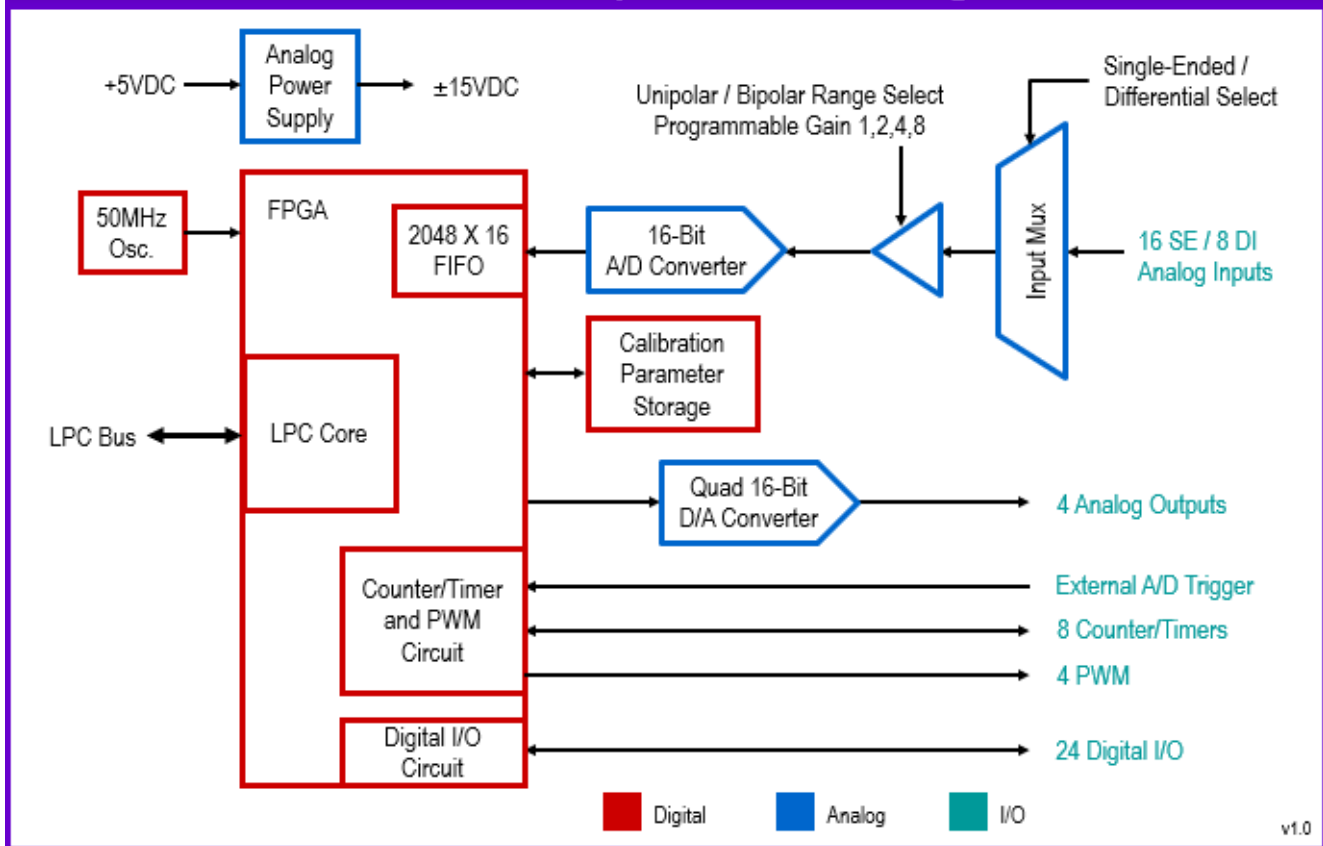 +5VDC
Analog
Power
Supply
±15VDC
Unipolar / Bipolar Range Select
Programmable Gain 1,2,4,8
Single-Ended /
Differential Select
50MHz
Osc.
FPGA
2048 X 16
FIFO
16-Bit
A/D Converter
Input Mux
16 SE / 8 DI
Analog Inputs
Calibration
Parameter
Storage
LPC Bus
LPC Core
Quad 16-Bit
D/A Converter
4 Analog Outputs
Counter/Timer
and PWM
Circuit
External A/D Trigger
8 Counter/Timers
4 PWM
Digital I/O
Circuit
24 Digital I/O
Digital
Analog
I/O
v1.0